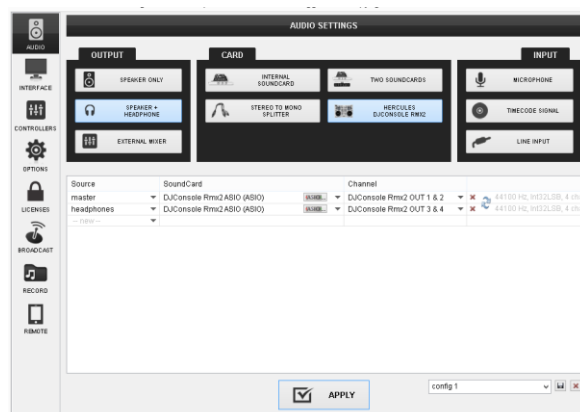 AUDIO SETTINGS
AUDIO
INTERFACE
CONTROLLERS
OPTIONS
LICENSES
BROADCAST
RECORD
REMOTE
OUTPUT
CARD
INPUT
SPEAKER ONLY
INTERNAL
SOUNDCARD
TWO SOUNDCARDS
MICROPHONE
SPEAKER +
HEADPHONE
STEREO TO MONO
SPLITTER
HERCULES
DJCONSOLE RMX2
TIMECODE SIGNAL
EXTERNAL MIXER
LINE INPUT
Source SoundCard Channel
master DJConsole Rmx2 ASIO (ASIO) DJConsole Rmx2 OUT 1 & 2 44100 Hz, Int32LSB, 4 ch
headphones DJConsole Rmx2 ASIO (ASIO) DJConsole Rmx2 OUT 3 & 4 44100 Hz, Int32LSB, 4 ch
-- new --
APPLY
config 1